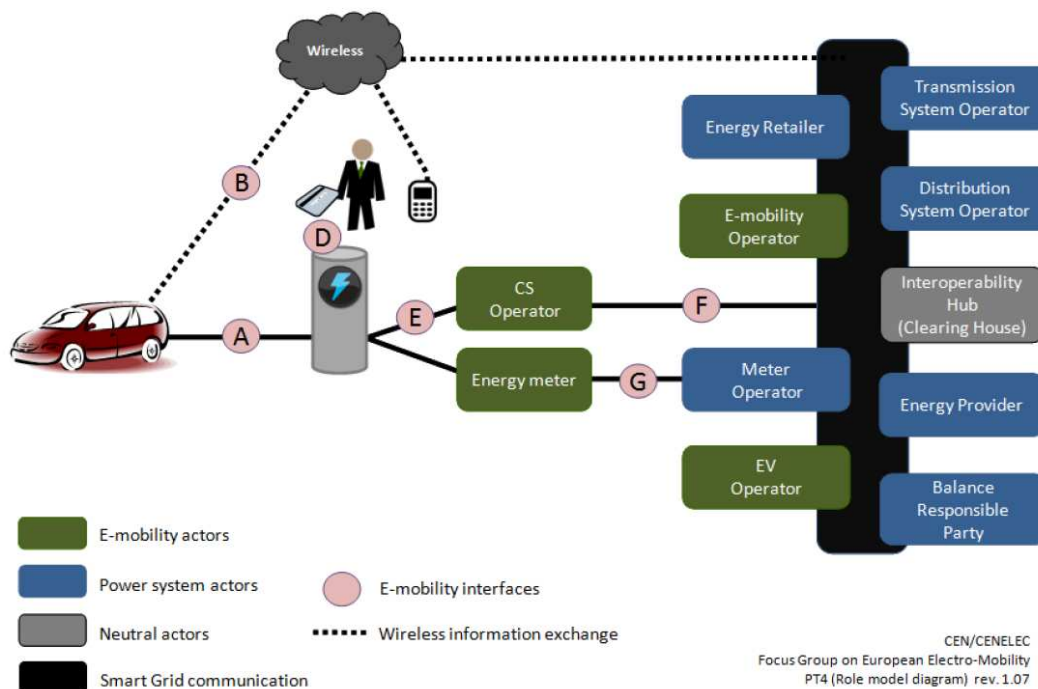 Wireless
Transmission
System Operator
Energy Retailer
B
Distribution
System Operator
D
E-mobility
Operator
CS
Operator
E
F
Interoperability
Hub
(Clearing House)
A
Energy meter
G
Meter
Operator
Energy Provider
EV
Operator
Balance
Responsible
Party
E-mobility actors
Power system actors
E-mobility interfaces
Neutral actors
Wireless information exchange
Smart Grid communication
CEN/CENELEC
Focus Group on European Electro-Mobility
PT4 (Role model diagram) rev. 1.07